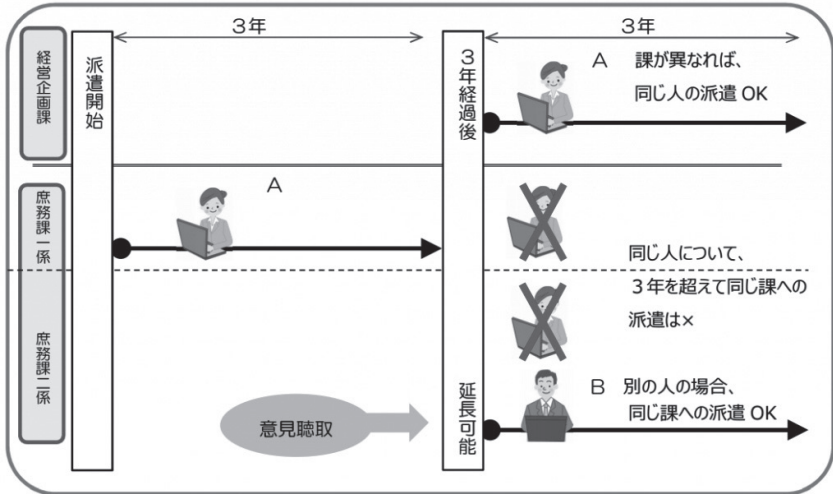 3年
3年
経営企画課
派遣開始
3年経過後
A
課が異なれば、
同じ人の派遣 OK
A
庶務課一係
同じ人について、
3年を超えて同じ課への
派遣は×
庶務課二係
意見聴取
延長可能
B
別の人の場合、
同じ課への派遣 OK